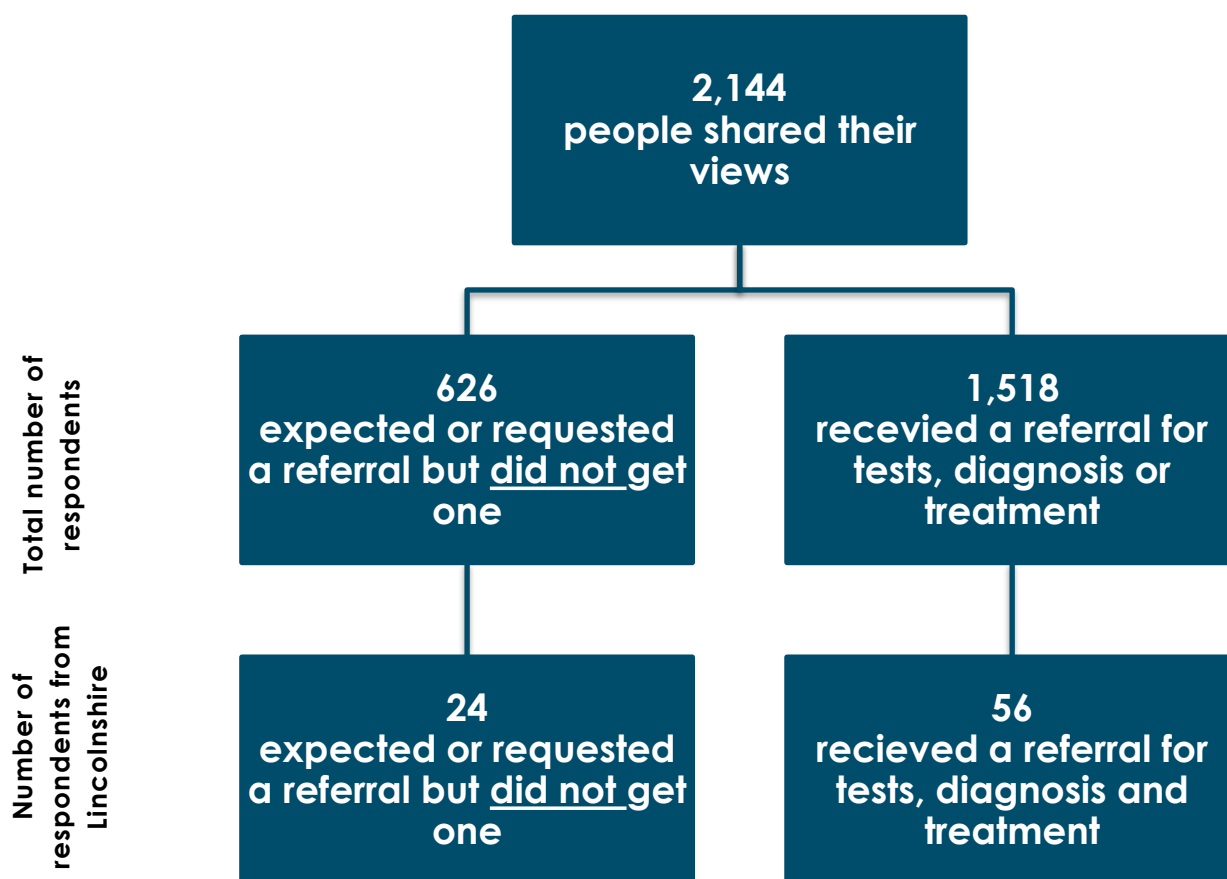 2,144
people shared their
views
Total number of
respondents
626
expected or requested
a referral but did not get
one
1,518
recevied a referral for
tests, diagnosis or
treatment
Number of
respondents from
Lincolnshire
24
expected or requested
a referral but did not get
one
56
recieved a referral for
tests, diagnosis and
treatment